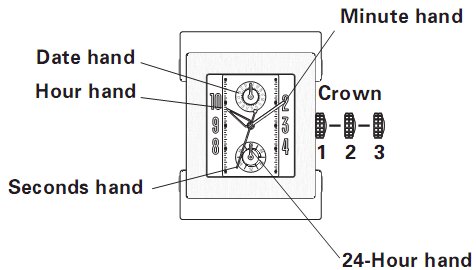 Minute hand
Date hand
Hour hand
Crown
10
9
8
2
3
4
1 2 3
Seconds hand
24-Hour hand